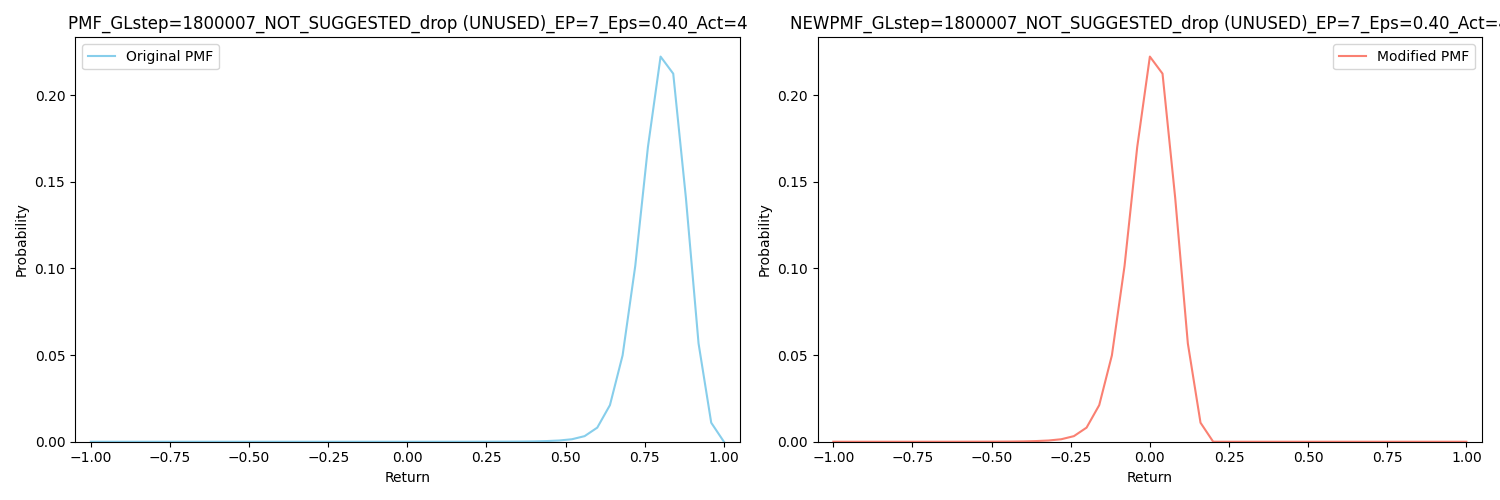 PMF_GLstep=1800007_NOT_SUGGESTED_drop (UNUSED)_EP=7_Eps=0.40_Act=4
Original PMF
Probability
0.20
0.15
0.10
0.05
0.00
−1.00 −0.75 −0.50 −0.25 0.00 0.25 0.50 0.75 1.00
Return
NEWPMF_GLstep=1800007_NOT_SUGGESTED_drop (UNUSED)_EP=7_Eps=0.40_Act=
Modified PMF
Probability
0.20
0.15
0.10
0.05
0.00
−1.00 −0.75 −0.50 −0.25 0.00 0.25 0.50 0.75 1.00
Return